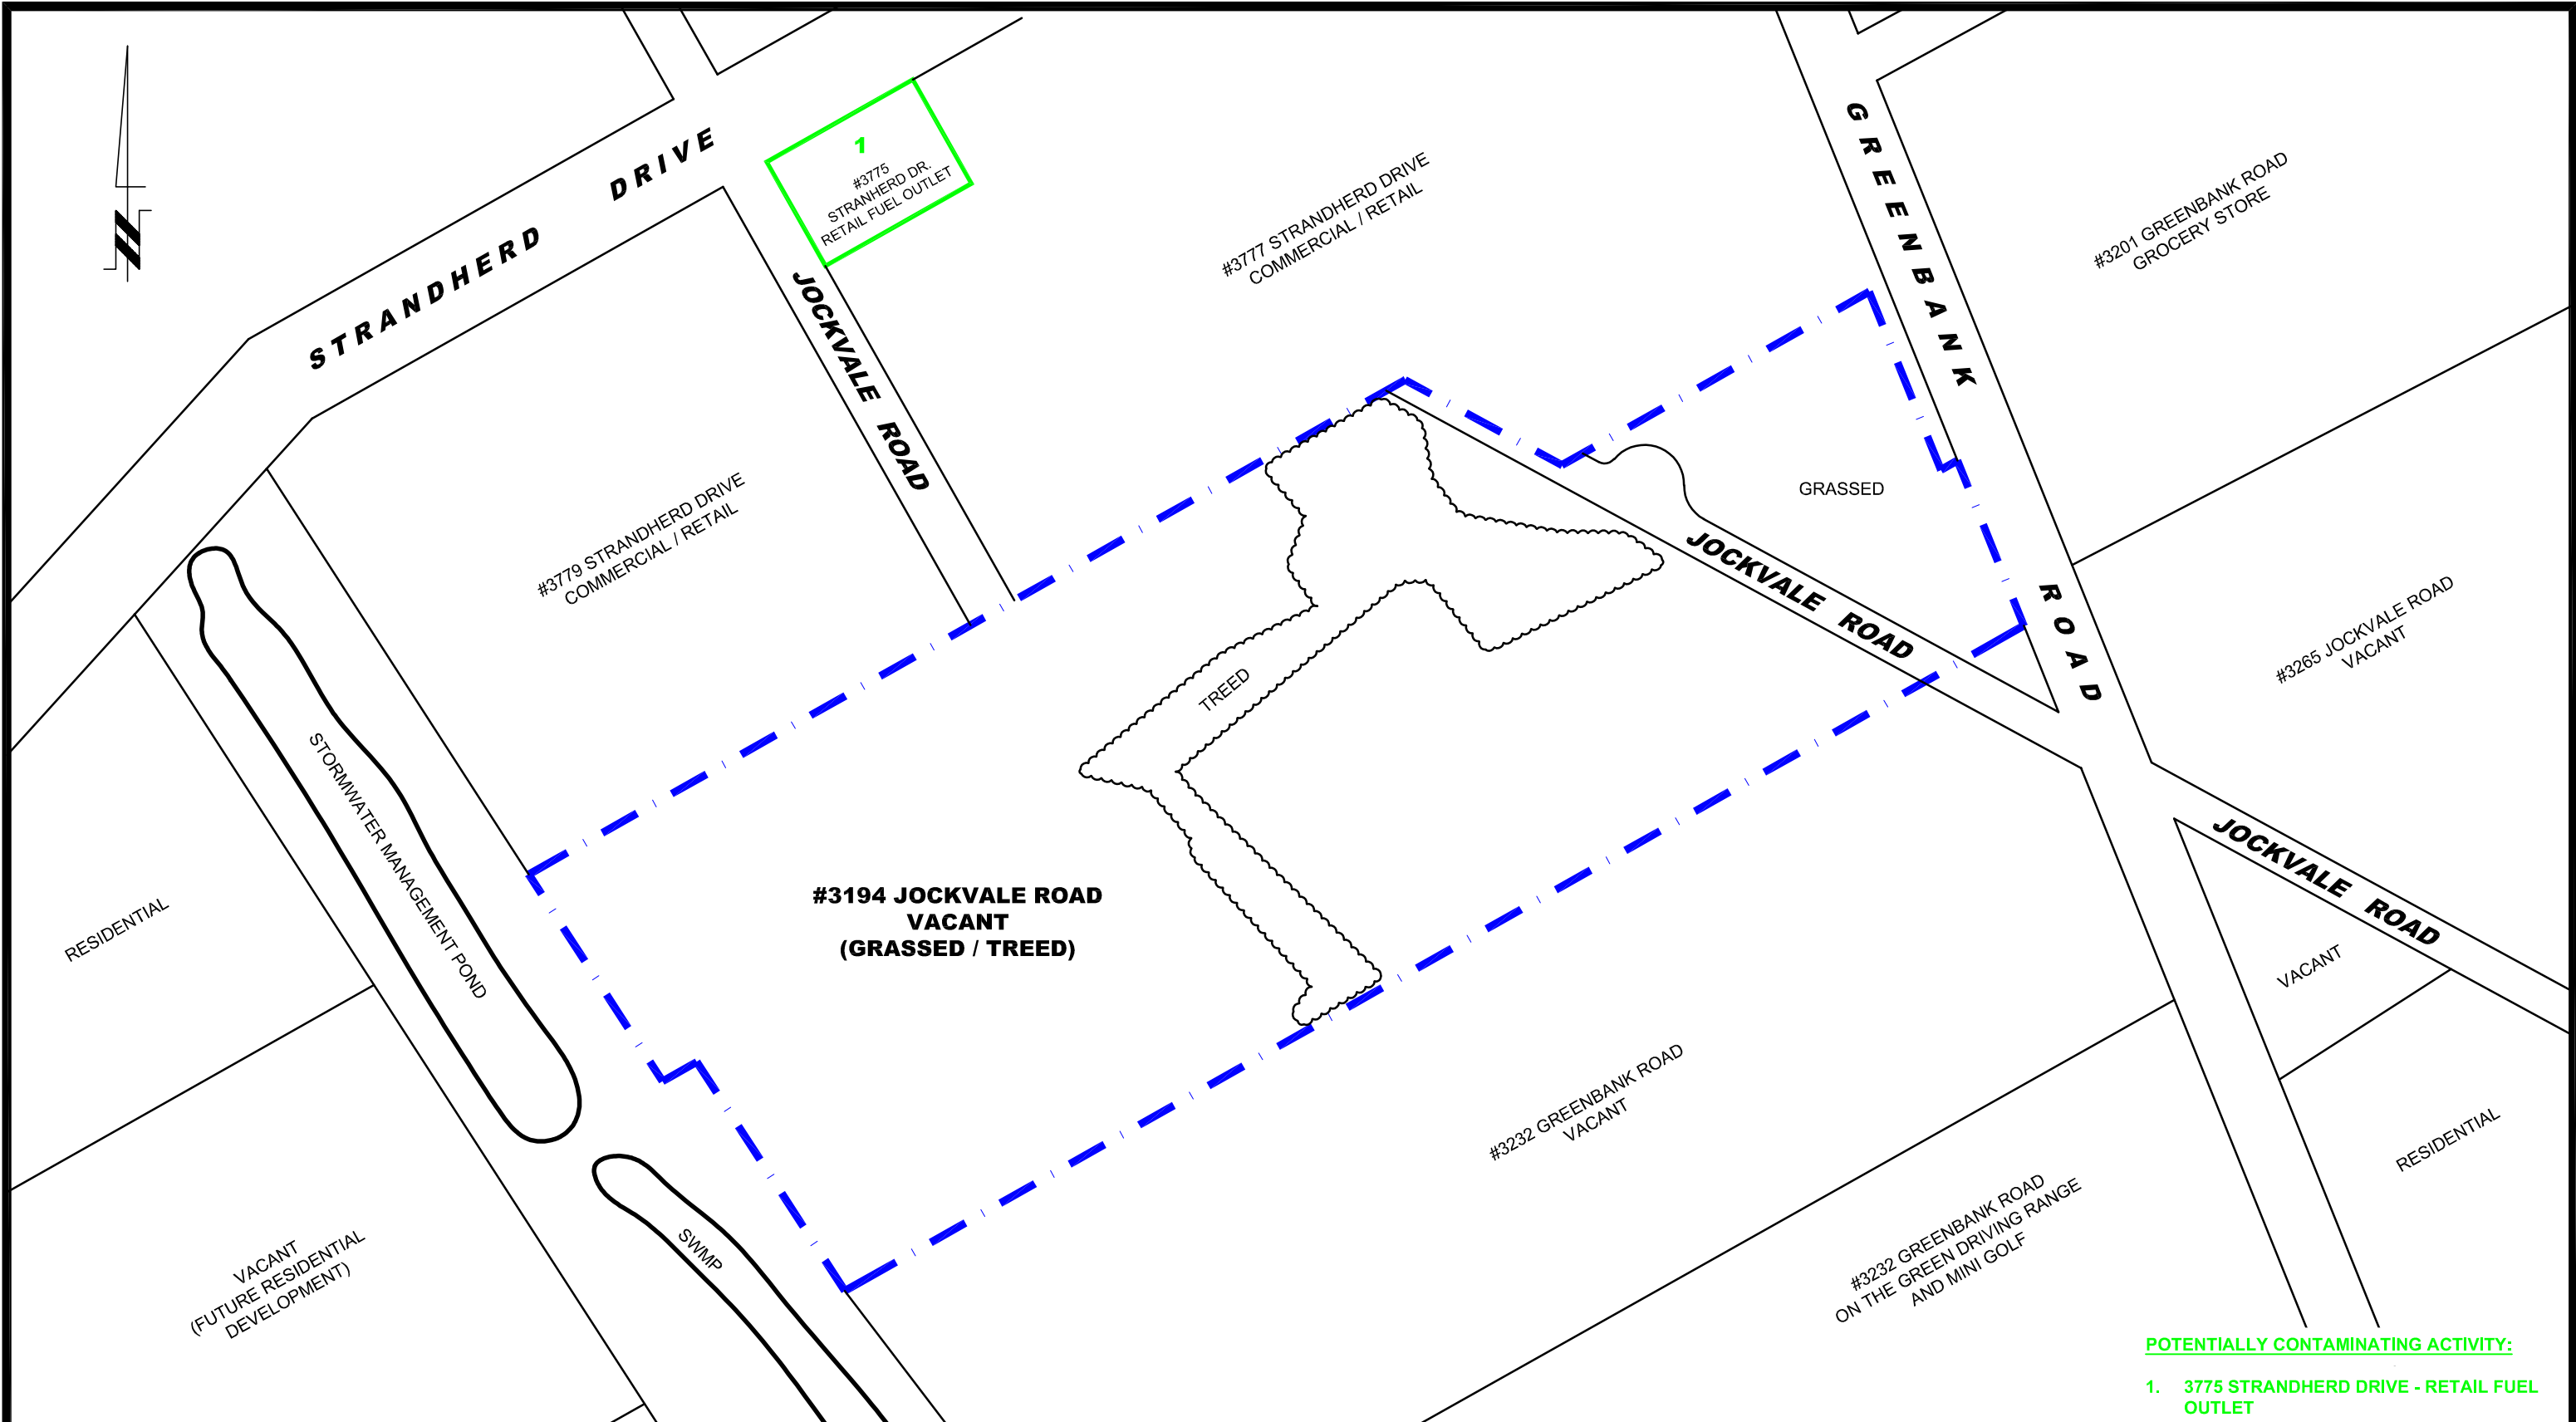 STRANDHERD DRIVE
1
#3775
STRANHERD DR.
RETAIL FUEL OUTLET
JOCKVALE ROAD
#3777 STRANDHERD DRIVE
COMMERCIAL / RETAIL
GREENBANK ROAD
#3201 GREENBANK ROAD
GROCERY STORE
#3779 STRANDHERD DRIVE
COMMERCIAL / RETAIL
GRASSED
JOCKVALE ROAD
#3265 JOCKVALE ROAD
VACANT
TREED
STORMWATER MANAGEMENT POND
#3194 JOCKVALE ROAD
VACANT
(GRASSED / TREED)
RESIDENTIAL
JOCKVALE ROAD
VACANT
#3232 GREENBANK ROAD
VACANT
RESIDENTIAL
SWMP
VACANT
(FUTURE RESIDENTIAL
DEVELOPMENT)
#3232 GREENBANK ROAD
ON THE GREEN DRIVING RANGE
AND MINI GOLF
POTENTIALLY CONTAMINATING ACTIVITY:
1. 3775 STRANDHERD DRIVE - RETAIL FUEL
OUTLET